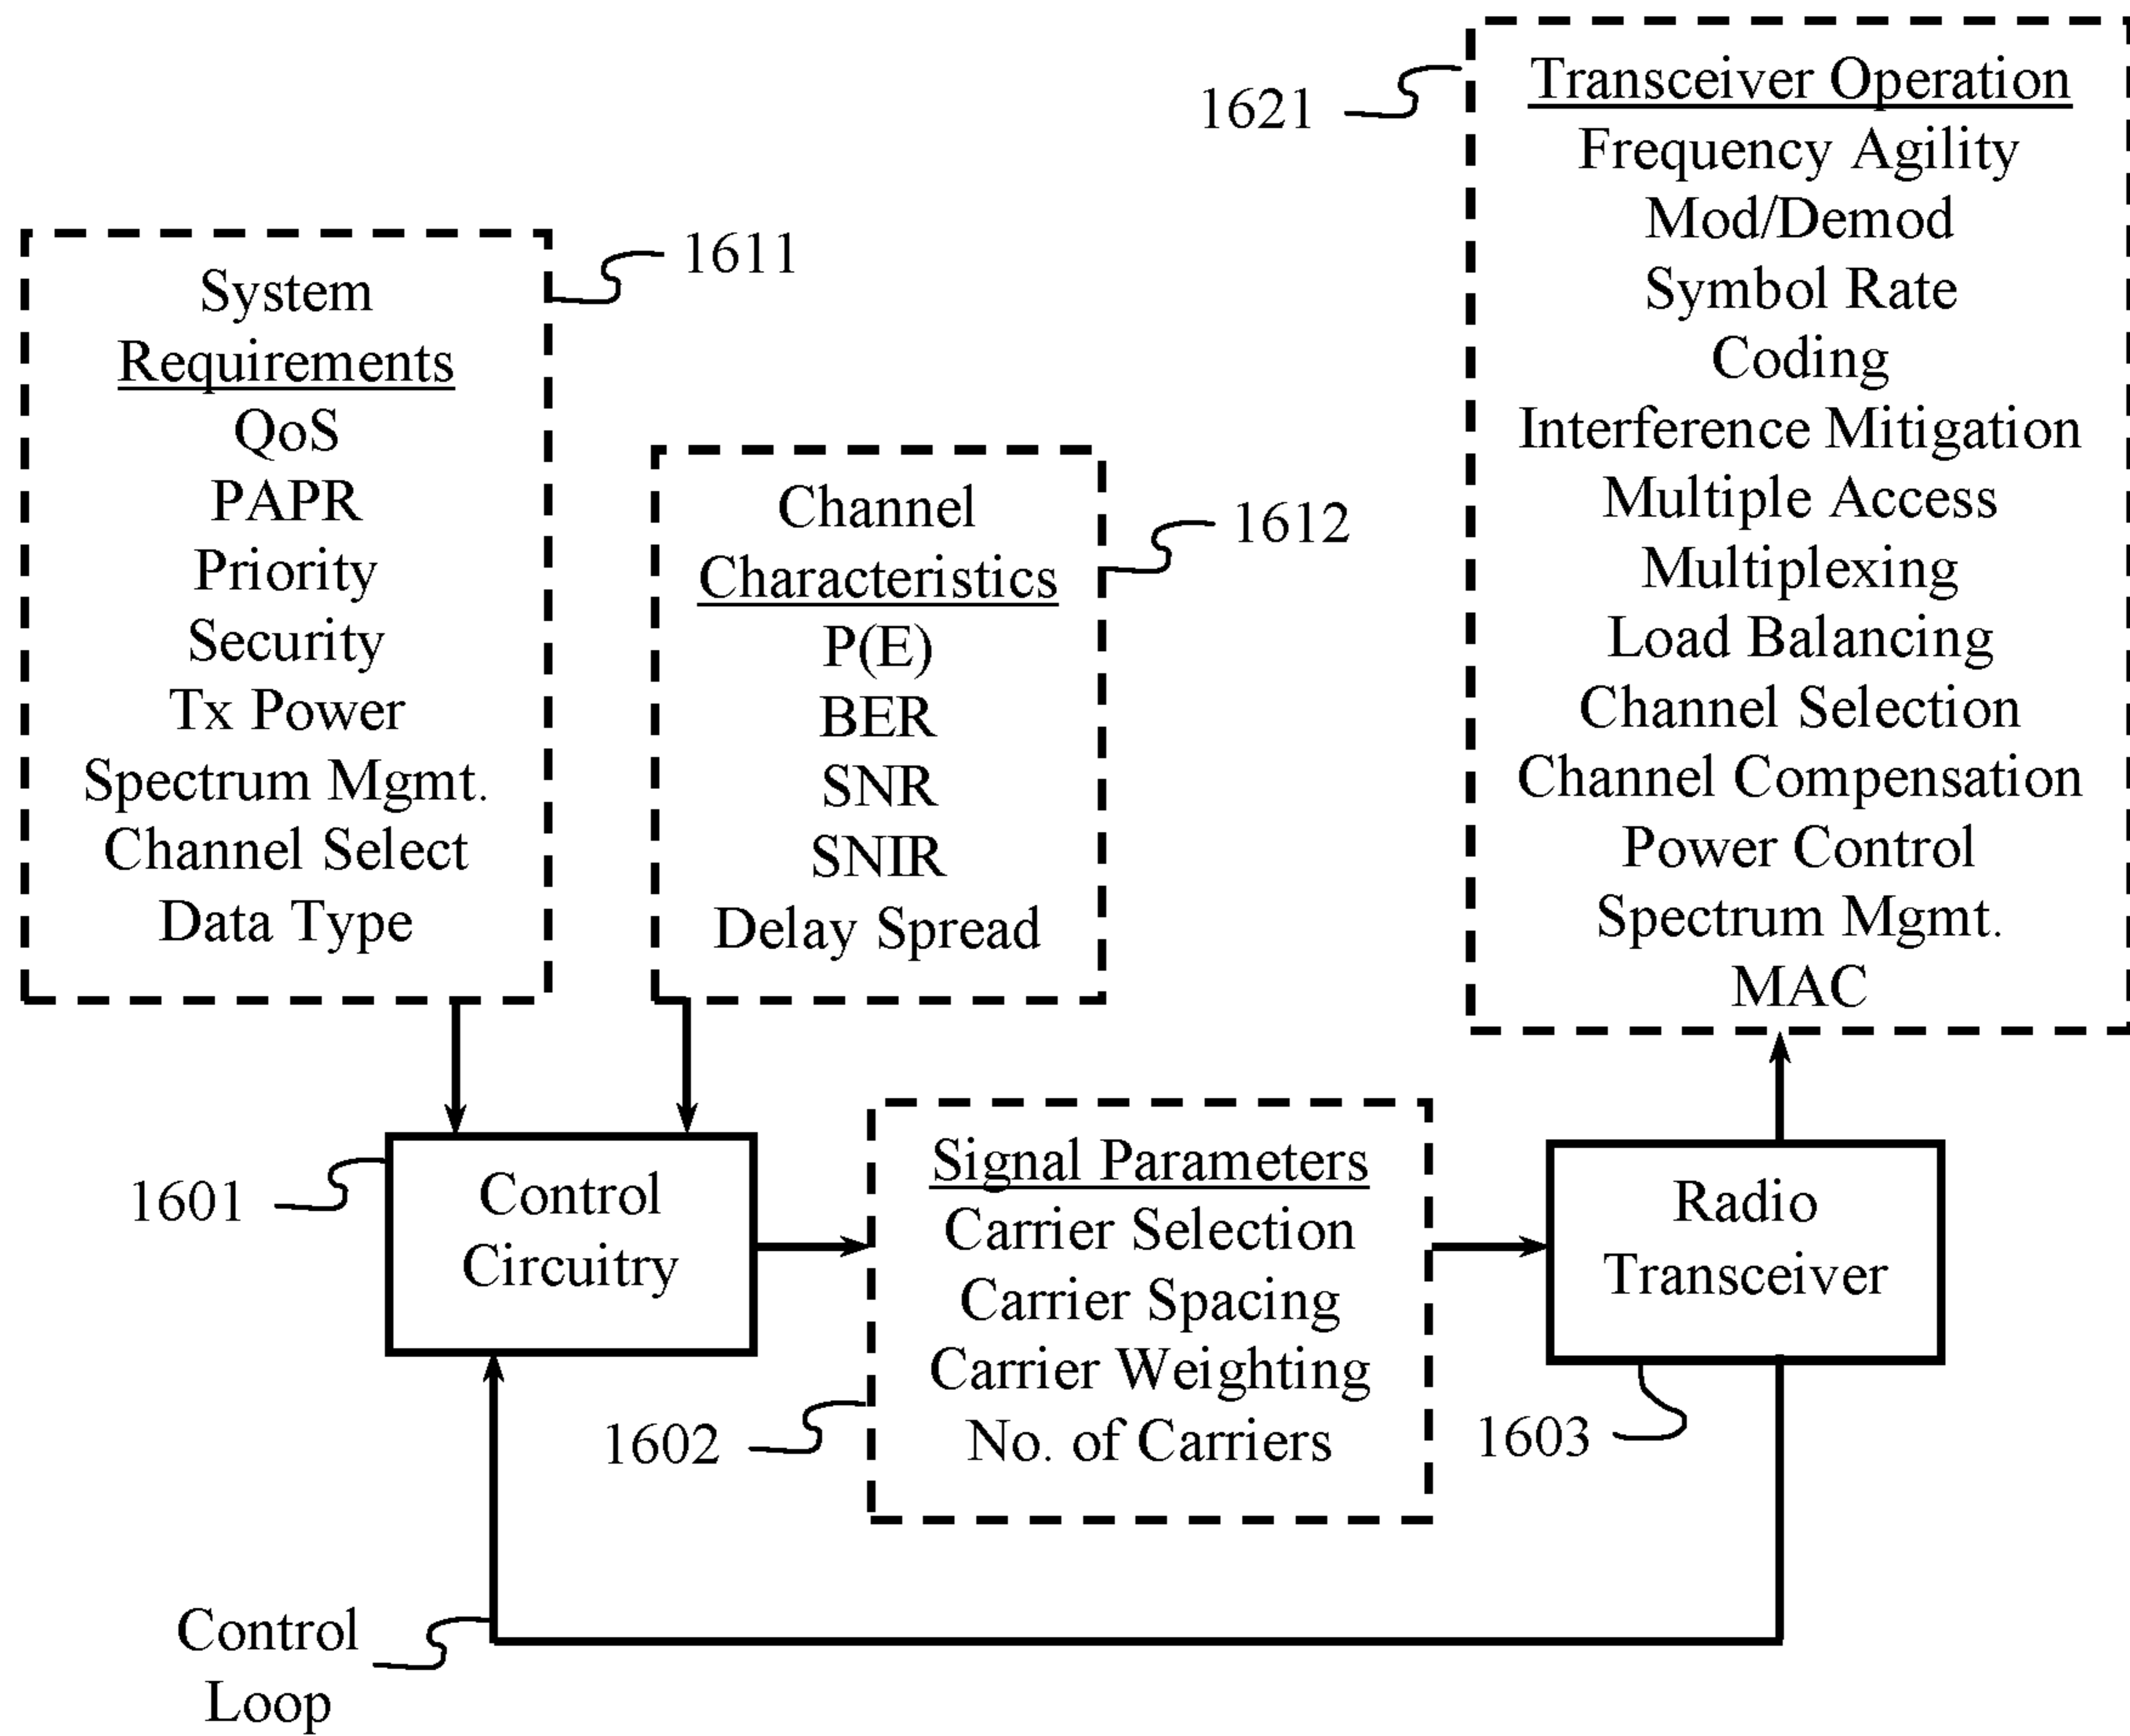 1621
Transceiver Operation
Frequency Agility
Mod/Demod
Symbol Rate
Coding
Interference Mitigation
Multiple Access
Multiplexing
Load Balancing
Channel Selection
Channel Compensation
Power Control
Spectrum Mgmt.
MAC
1611
System
Requirements
QoS
PAPR
Priority
Security
Tx Power
Spectrum Mgmt.
Channel Select
Data Type
1612
Channel
Characteristics
P(E)
BER
SNR
SNIR
Delay Spread
1601
Control
Circuitry
Signal Parameters
Carrier Selection
Carrier Spacing
Carrier Weighting
No. of Carriers
1602
Radio
Transceiver
1603
Control
Loop